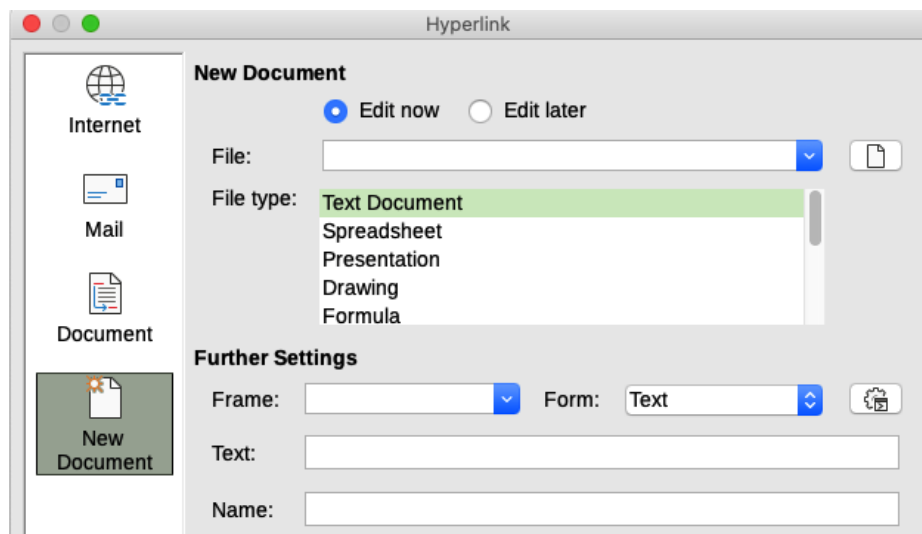 Hyperlink
Internet
Mail
Document
New
Document
New Document
Edit now Edit later
File:
File type: Text Document
Spreadsheet
Presentation
Drawing
Formula
Further Settings
Frame: Form: Text
Text:
Name: